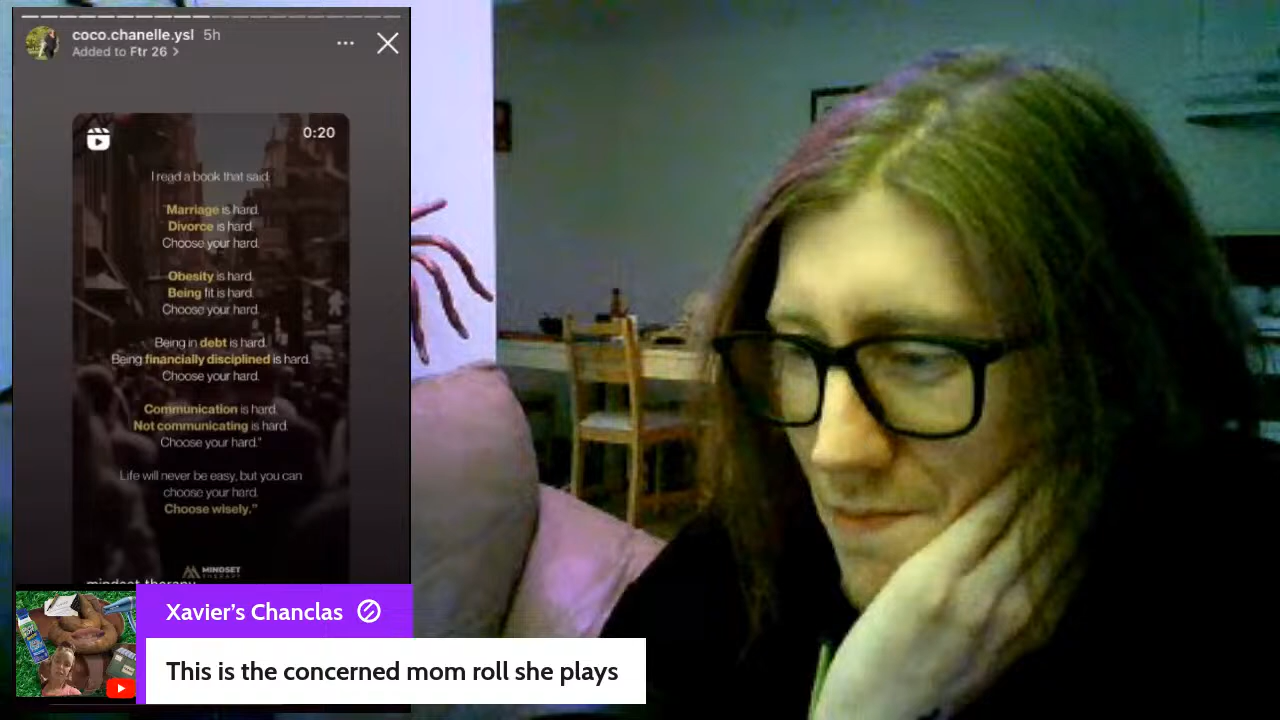 coco.chanelle.ysl 5h
Added to Ftr 26 >
0:20
I read a book that said:
"Marriage is hard.
Divorce is hard.
Choose your hard.
Obesity is hard.
Being fit is hard.
Choose your hard.
Being in debt is hard.
Being financially disciplined is hard.
Choose your hard.
Communication is hard.
Not communicating is hard.
Choose your hard."
Life will never be easy, but you can
choose your hard.
Choose wisely."
MINDSET
THERAPY
mindset.therapy
Xavier's Chanclas
This is the concerned mom roll she plays